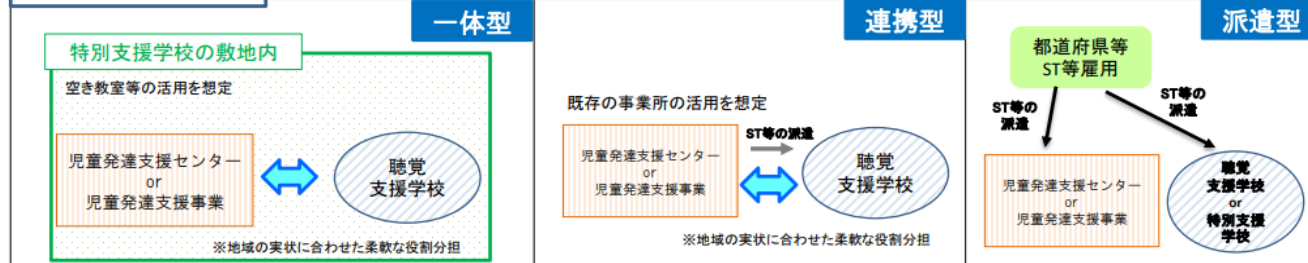 一体型
特別支援学校の敷地内
空き教室等の活用を想定
児童発達支援センター
or
児童発達支援事業
聴覚
支援学校
※地域の実状に合わせた柔軟な役割分担
連携型
既存の事業所の活用を想定
児童発達支援センター
or
児童発達支援事業
ST等の派遣
聴覚
支援学校
※地域の実状に合わせた柔軟な役割分担
派遣型
都道府県等
ST等雇用
ST等の
派遣
ST等の
派遣
児童発達支援センター
or
児童発達支援事業
聴覚
支援学校
or
特別支援
学校